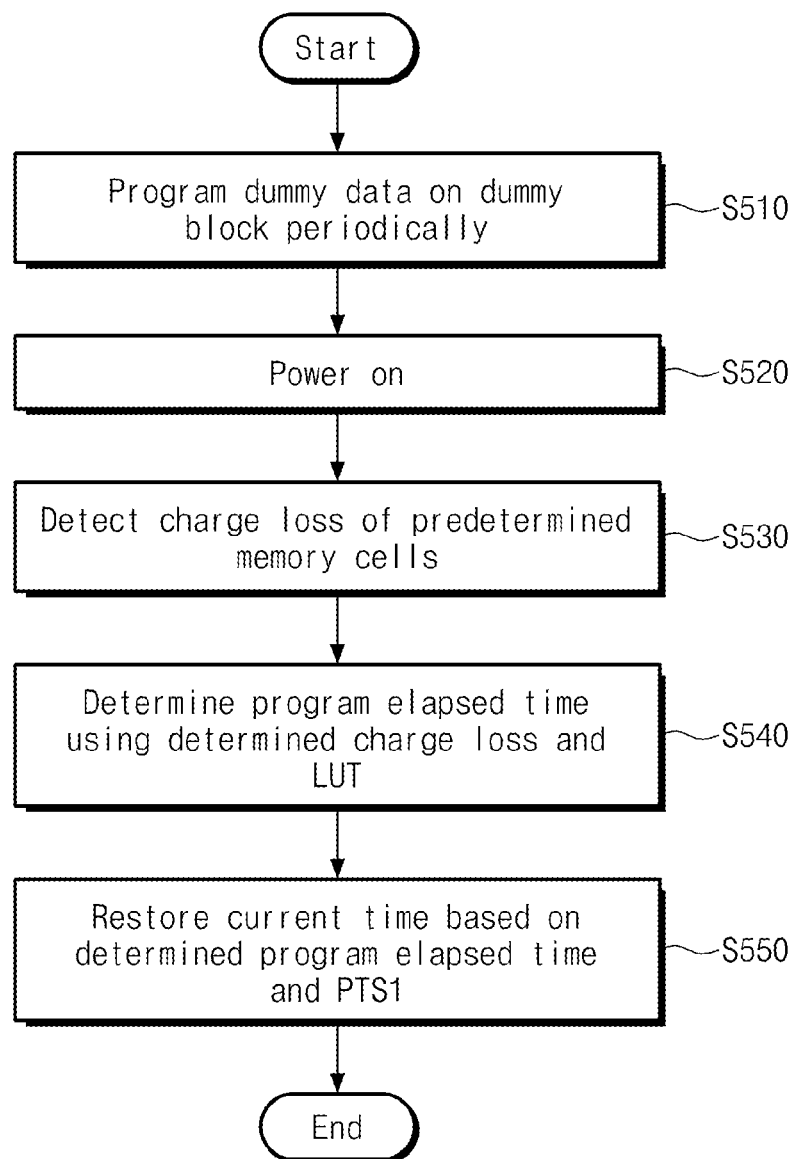 Start
Program dummy data on dummy
block periodically
S510
Power on
S520
Detect charge loss of predetermined
memory cells
S530
Determine program elapsed time
using determined charge loss and
LUT
S540
Restore current time based on
determined program elapsed time
and PTS1
S550
End